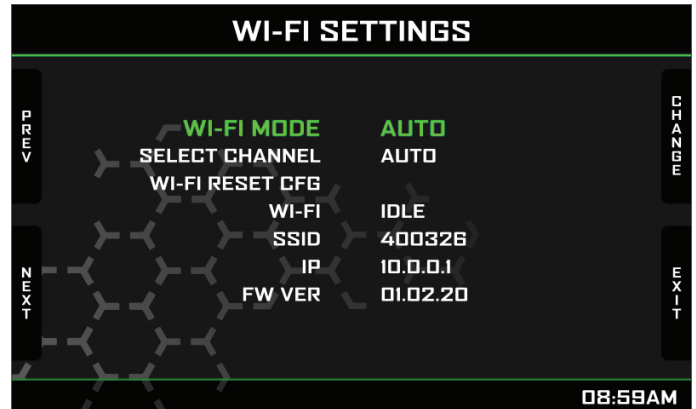 WI-FI SETTINGS
PREV
CHANGE
WI-FI MODE AUTO
SELECT CHANNEL AUTO
WI-FI RESET CFG
WI-FI IDLE
SSID 400326
IP 10.0.0.1
FW VER 01.02.20
NEXT
EXIT
08:59AM